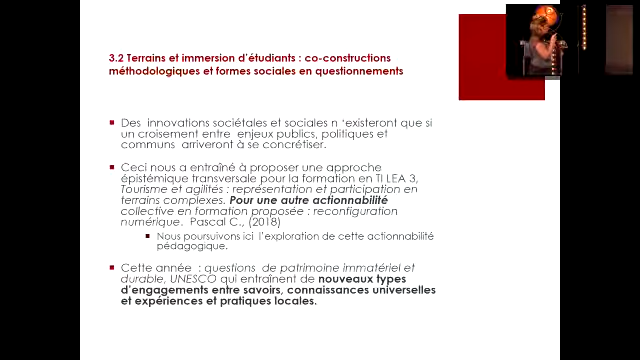 3.2 Terrains et immersion d'étudiants : co-constructions
méthodologiques et formes sociales en questionnements
Des innovations sociétales et sociales n 'existeront que si
un croisement entre enjeux publics, politiques et
communs arriveront à se concrétiser.
Ceci nous a entraîné à proposer une approche
épistémique transversale pour la formation en TI LEA 3,
Tourisme et agilités : représentation et participation en
terrains complexes. Pour une autre actionnabilité
collective en formation proposée : reconfiguration
numérique. Pascal C., (2018)
Nous poursuivons ici l'exploration de cette actionnabilité
pédagogique.
Cette année : questions de patrimoine immatériel et
durable, UNESCO qui entraînent de nouveaux types
d'engagements entre savoirs, connaissances universelles
et expériences et pratiques locales.